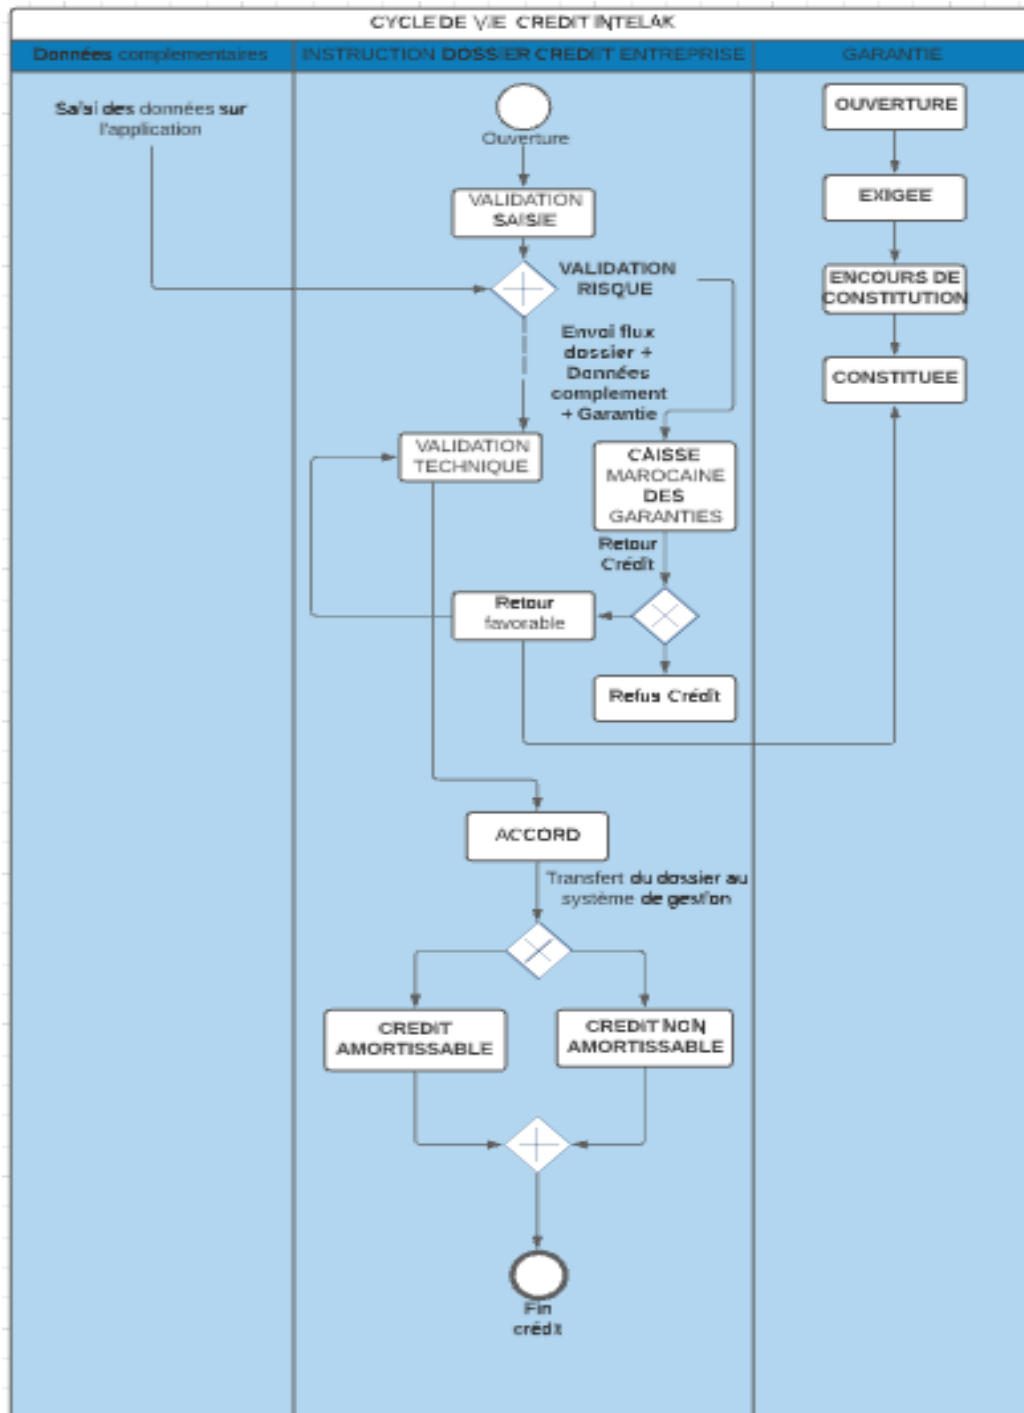 CYCLE DE VIE CREDIT INTELAK
Données complementaires
INSTRUCTION DOSSIER CREDIT ENTREPRISE
GARANTIE
Saisi des données sur
l'application
Ouverture
VALIDATION
SAISIE
VALIDATION
RISQUE
Envoi flux
dossier +
Données
complement
+ Garantie
VALIDATION
TECHNIQUE
CAISSE
MAROCAINE
DES
GARANTIES
Retour
Crédit
Retour
favorable
Refus Crédit
ACCORD
Transfert du dossier au
système de gestion
CREDIT
AMORTISSABLE
CREDIT NON
AMORTISSABLE
Fin
crédit
OUVERTURE
EXIGEE
ENCOURS DE
CONSTITUTION
CONSTITUEE